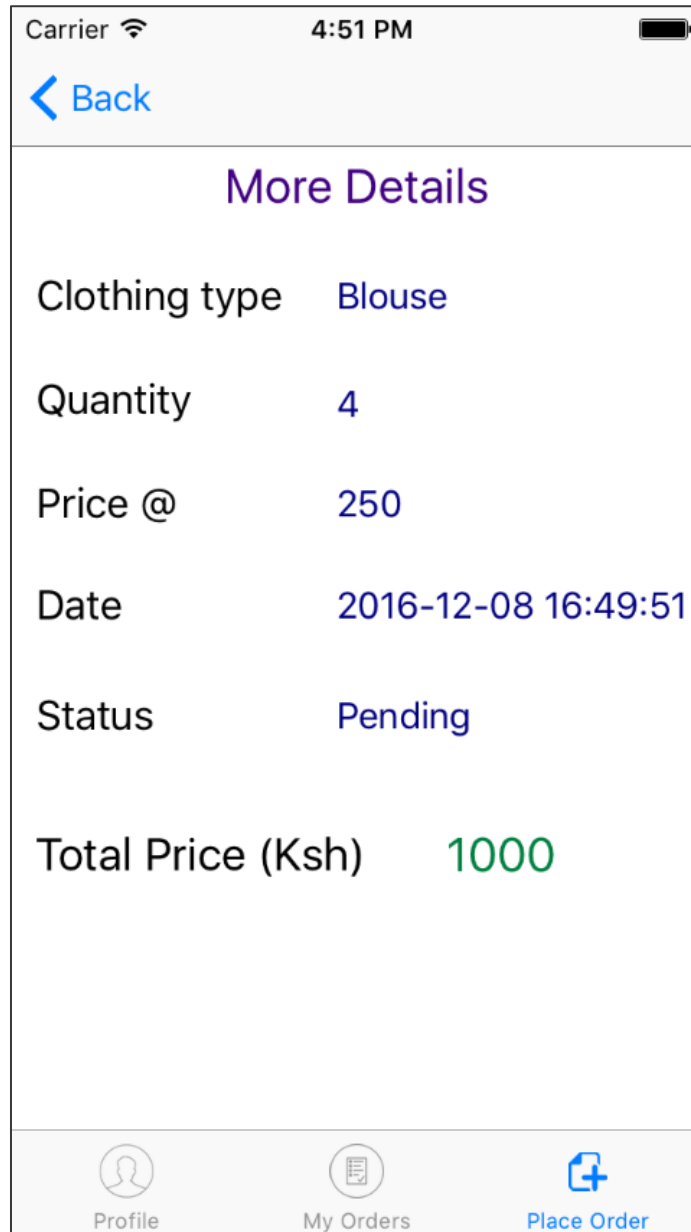 Carrier 4:51 PM
Back
More Details
Clothing type Blouse
Quantity 4
Price @ 250
Date 2016-12-08 16:49:51
Status Pending
Total Price (Ksh) 1000
Profile My Orders Place Order